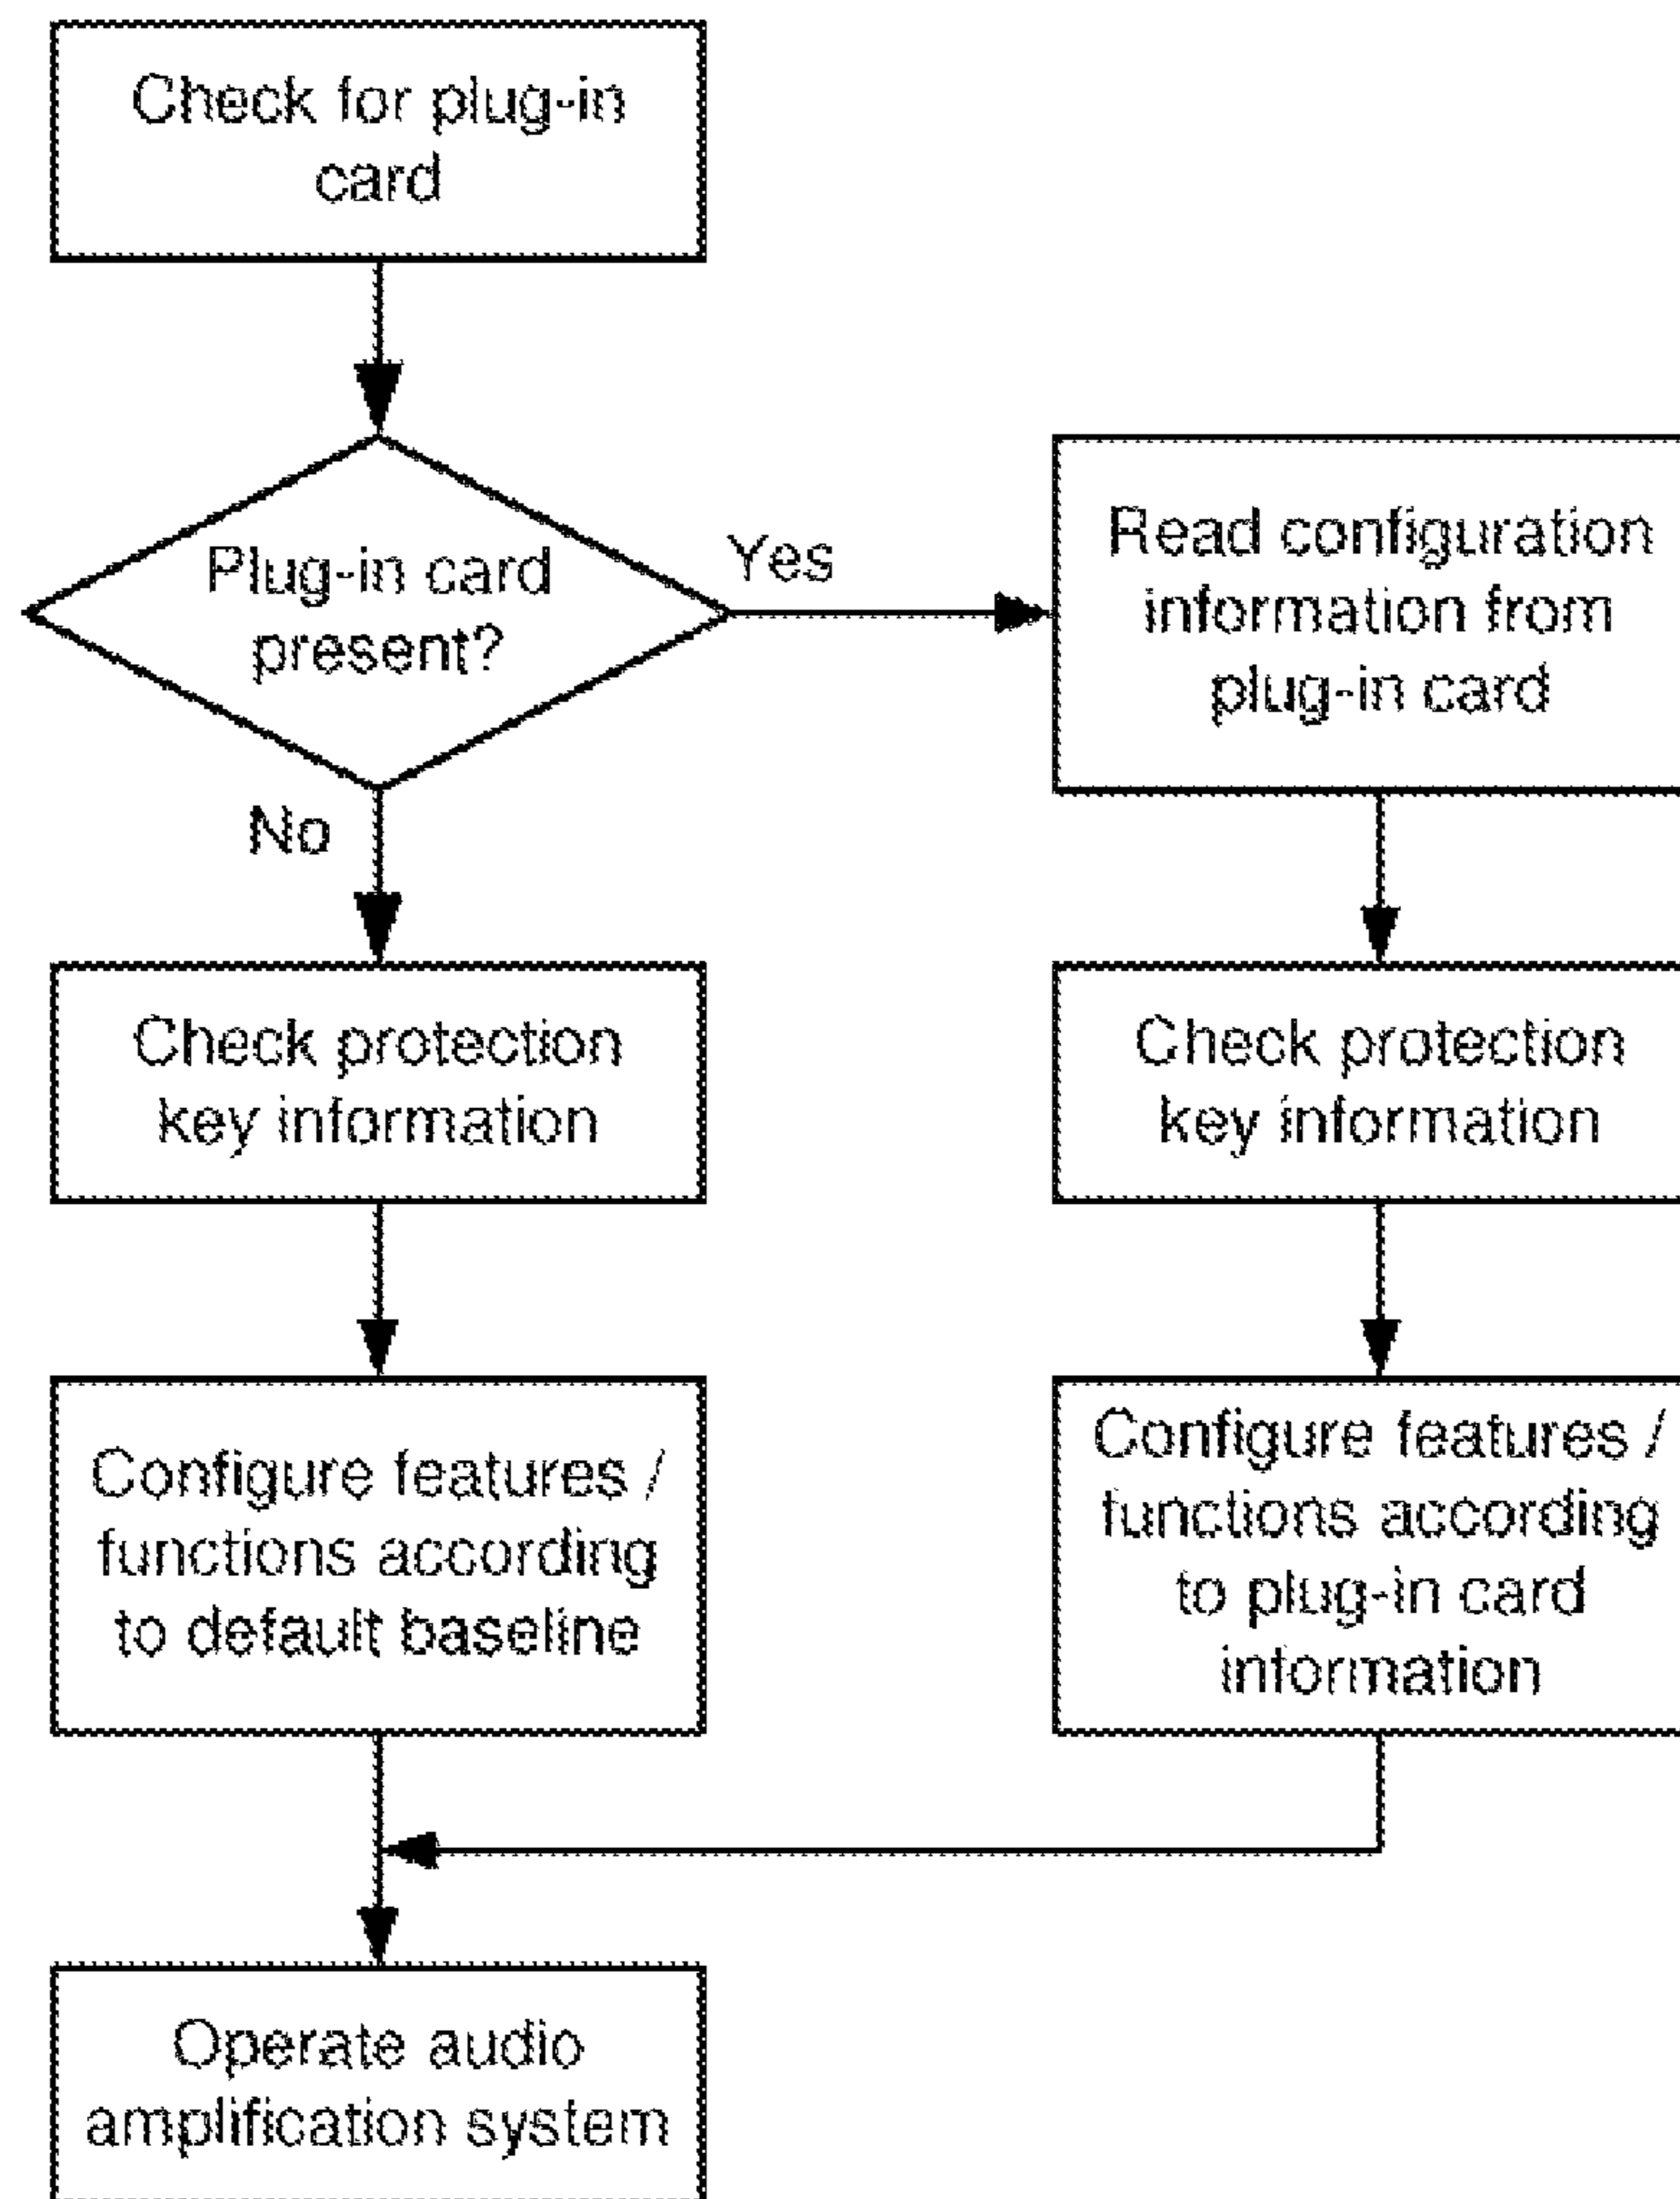 Check for plug-in
card
Plug-in card
present?
Yes
No
Read configuration
information from
plug-in card
Check protection
key information
Check protection
key information
Configure features /
functions according
to default baseline
Configure features /
functions according
to plug-in card
information
Operate audio
amplification system